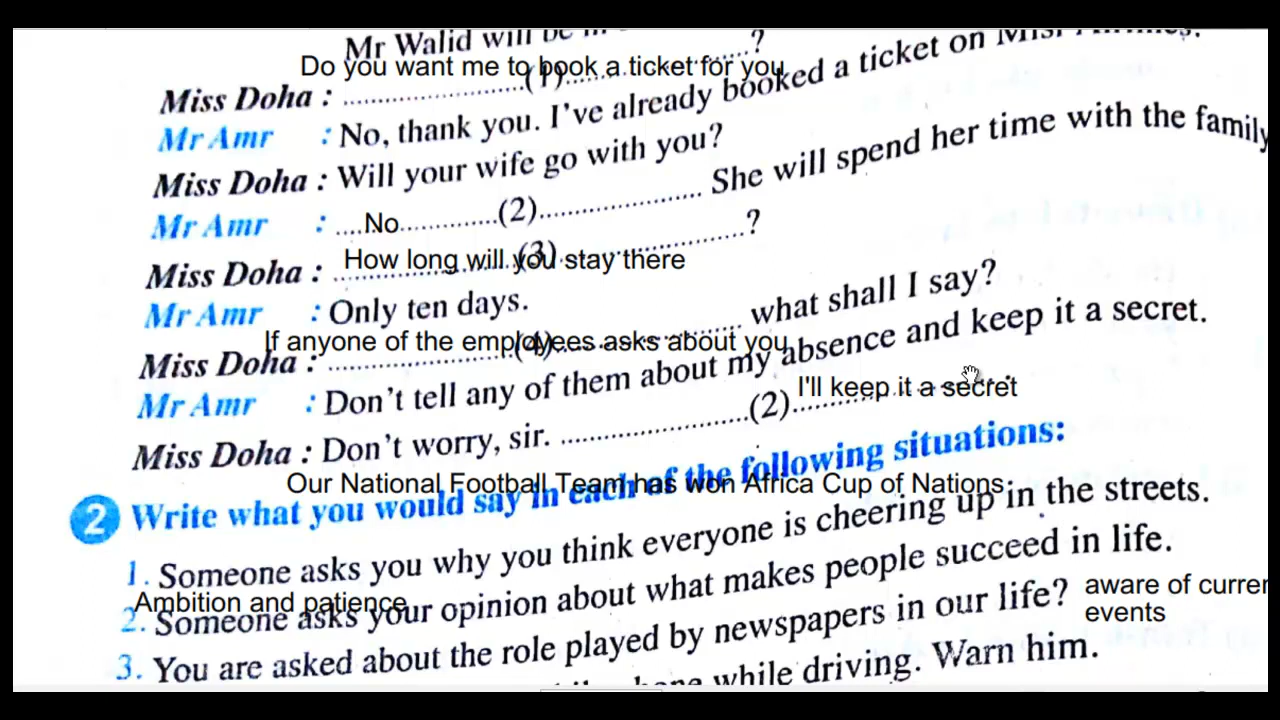 Mr Walid will be in
Do you want me to book a ticket for you
Miss Doha : ........................(1)........................?
Mr Amr : No, thank you. I've already booked a ticket on Misr Airlines.
Miss Doha : Will your wife go with you?
Mr Amr : ....No.............(2)...................... She will spend her time with the family
How long will you stay there
Miss Doha : ........................(3)........................?
Mr Amr : Only ten days.
If anyone of the employees asks about you
Miss Doha : ........................(4)........................ what shall I say?
Mr Amr : Don't tell any of them about my absence and keep it a secret.
I'll keep it a secret
Miss Doha : Don't worry, sir. ........................(2)........................
Our National Football Team has won Africa Cup of Nations.
2 Write what you would say in each of the following situations:
1. Someone asks you why you think everyone is cheering up in the streets.
Ambition and patience
2. Someone asks your opinion about what makes people succeed in life.
aware of curren
events
3. You are asked about the role played by newspapers in our life?
while driving. Warn him.